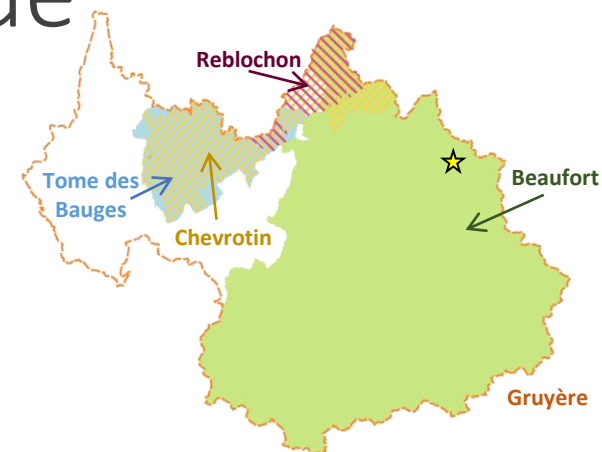 Reblochon
Tome des
Bauges
Chevrotin
Beaufort
Gruyère